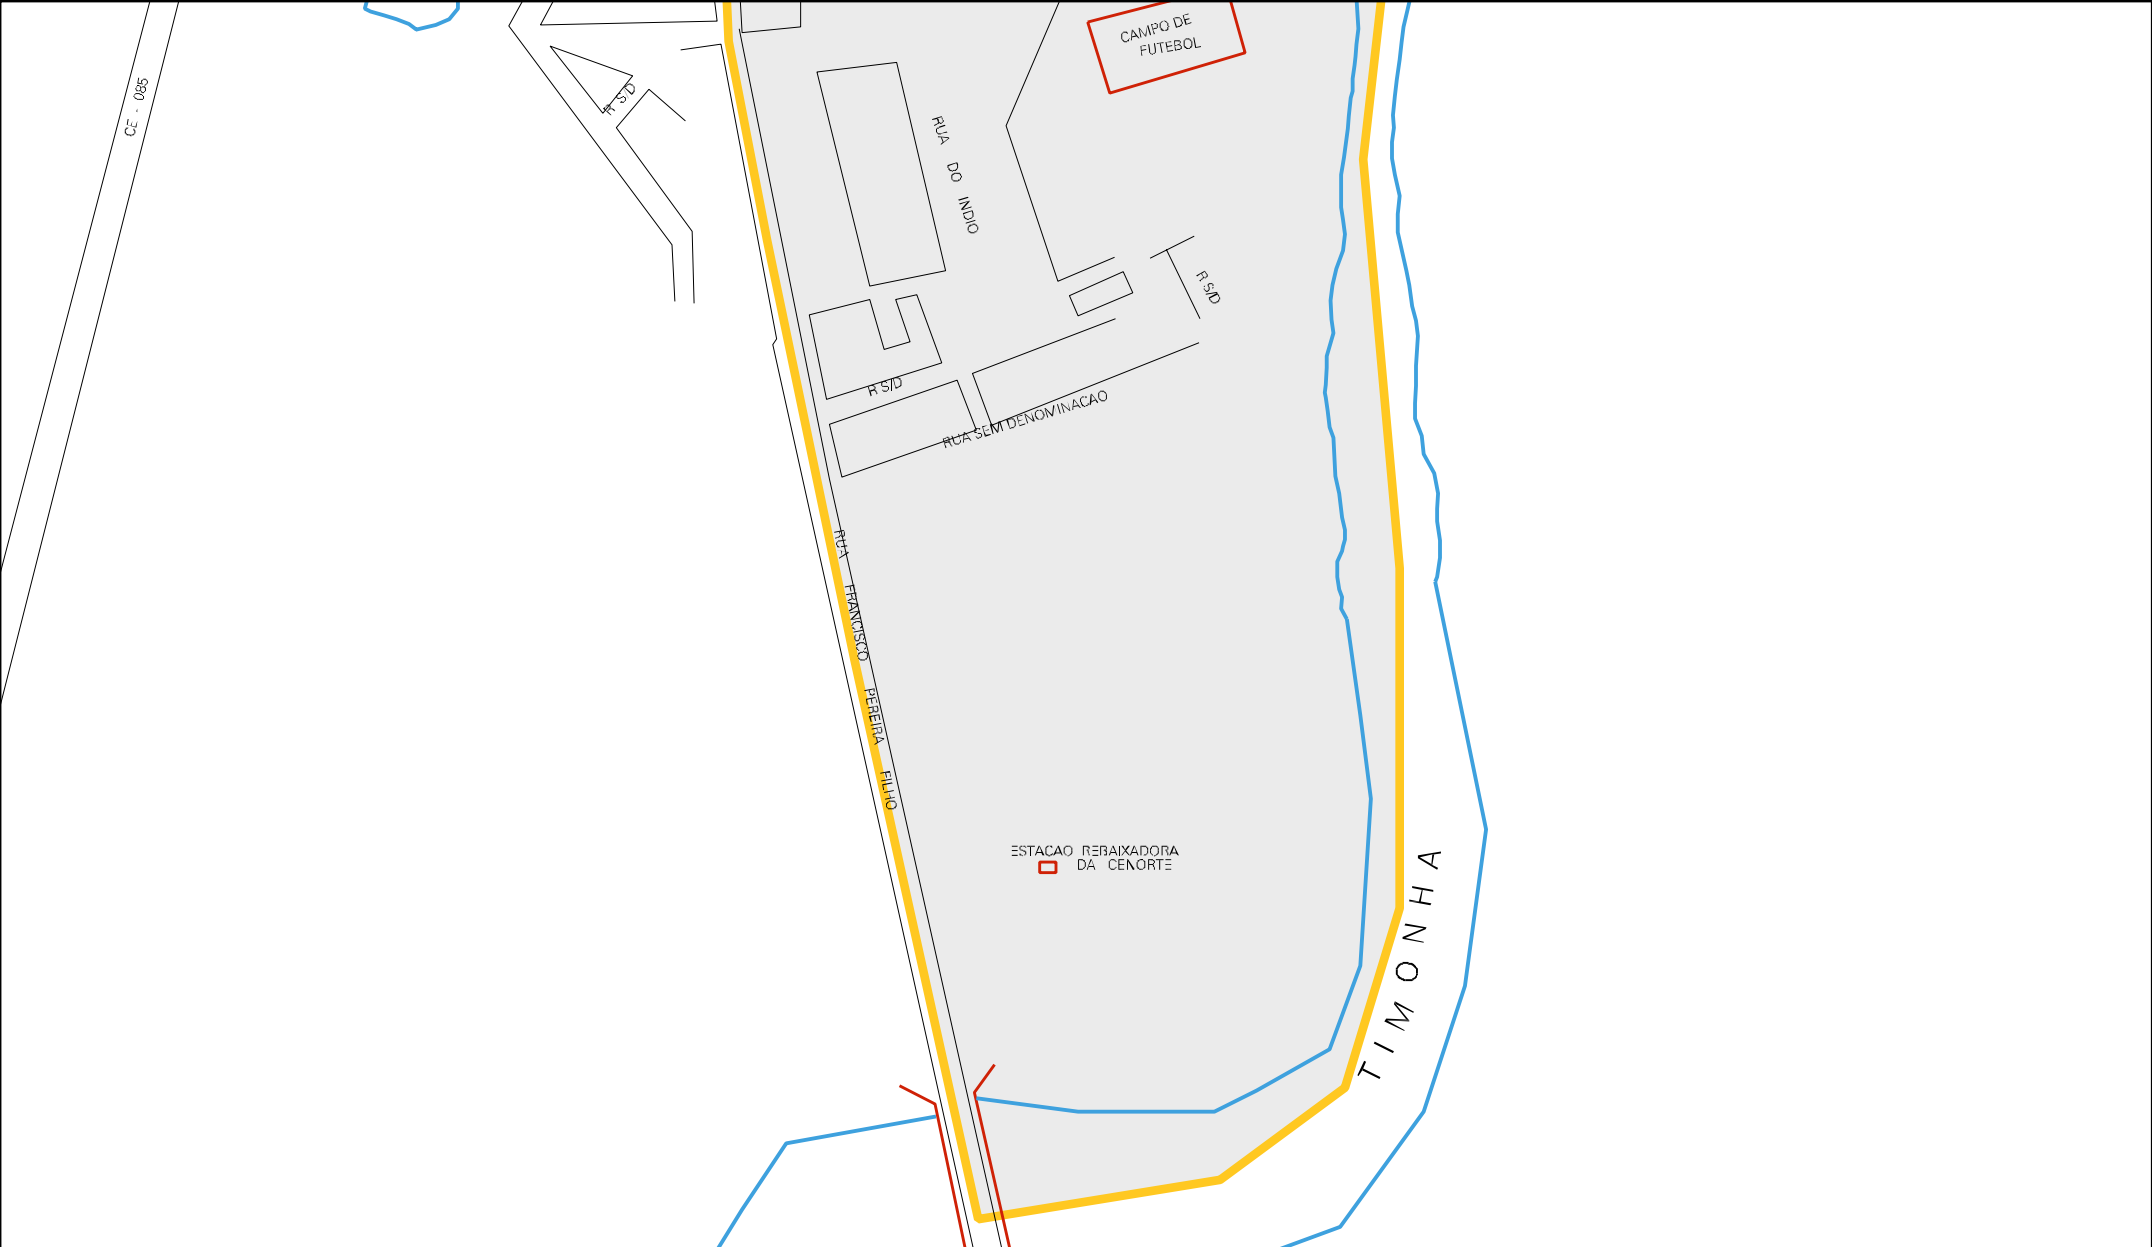 CAMPO DE
FUTEBOL
CE - 085
R S/D
RUA DO INDIO
R S/D
R S/D
RUA SEM DENOMINACAO
RUA FRANCISCO PEREIRA FILHO
ESTACAO REBAIXADORA
DA CENORTE
TIMONHA